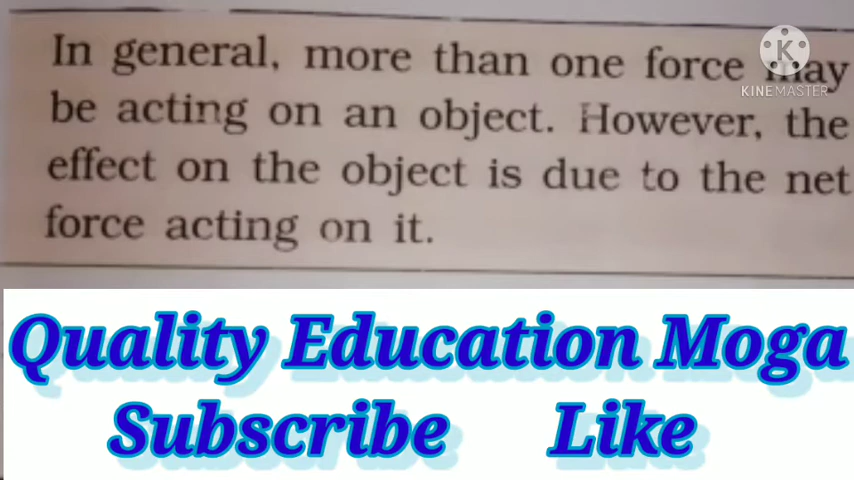 In general, more than one force may
be acting on an object. However, the
effect on the object is due to the net
force acting on it.
K
KINEMASTER
Quality Education Moga
Subscribe Like